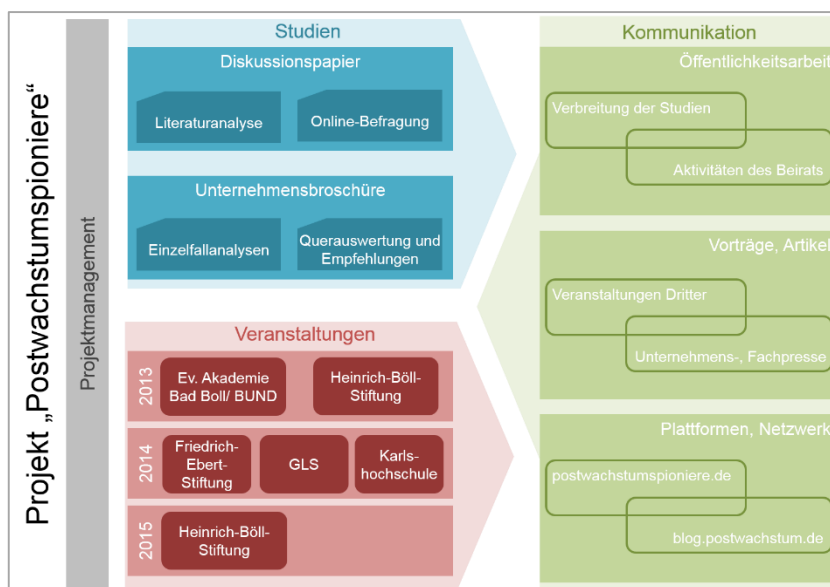 Projekt „Postwachstumspioniere“
Projektmanagement
Studien
Diskussionspapier
Literaturanalyse
Online-Befragung
Unternehmensbroschüre
Einzelfallanalysen
Querauswertung und
Empfehlungen
Veranstaltungen
2013
Ev. Akademie
Bad Boll/ BUND
Heinrich-Böll-
Stiftung
2014
Friedrich-
Ebert-
Stiftung
GLS
Karls-
hochschule
2015
Heinrich-Böll-
Stiftung
Kommunikation
Öffentlichkeitsarbeit
Verbreitung der Studien
Aktivitäten des Beirats
Vorträge, Artikel
Veranstaltungen Dritter
Unternehmens-, Fachpresse
Plattformen, Netzwerk
postwachstumspioniere.de
blog.postwachstum.de